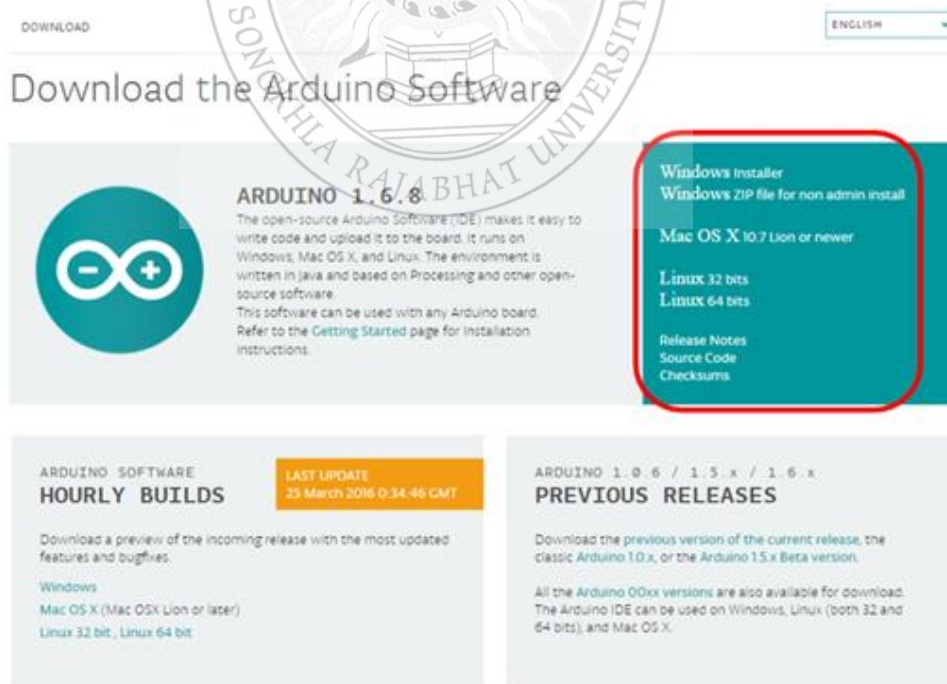 DOWNLOAD
ENGLISH
SONGKHLA RAJABHAT UNIVERSITY
Download the Arduino Software
ARDUINO 1.6.8
The open-source Arduino Software (IDE) makes it easy to
write code and upload it to the board. It runs on
Windows, Mac OS X, and Linux. The environment is
written in Java and based on Processing and other open-
source software.
This software can be used with any Arduino board.
Refer to the Getting Started page for Installation
instructions.
Windows Installer
Windows ZIP file for non admin install
Mac OS X 10.7 Lion or newer
Linux 32 bits
Linux 64 bits
Release Notes
Source Code
Checksums
ARDUINO SOFTWARE
HOURLY BUILDS
LAST UPDATE
25 March 2016 0:34:46 GMT
Download a preview of the incoming release with the most updated
features and bugfixes.
Windows
Mac OS X (Mac OSX Lion or later)
Linux 32 bit , Linux 64 bit
ARDUINO 1.0.6 / 1.5.x / 1.6.x
PREVIOUS RELEASES
Download the previous version of the current release, the
classic Arduino 1.0.x, or the Arduino 1.5.x Beta version.
All the Arduino 00xx versions are also available for download.
The Arduino IDE can be used on Windows, Linux (both 32 and
64 bits), and Mac OS X.